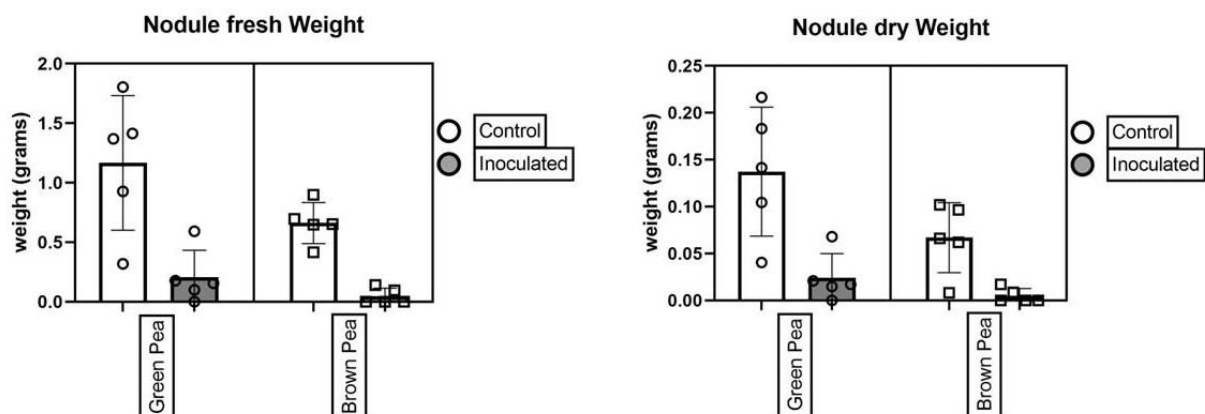 Nodule fresh Weight
weight (grams)
2.0
1.5
1.0
0.5
0.0
Green Pea
Brown Pea
Control
Inoculated
Nodule dry Weight
weight (grams)
0.25
0.20
0.15
0.10
0.05
0.00
Green Pea
Brown Pea
Control
Inoculated